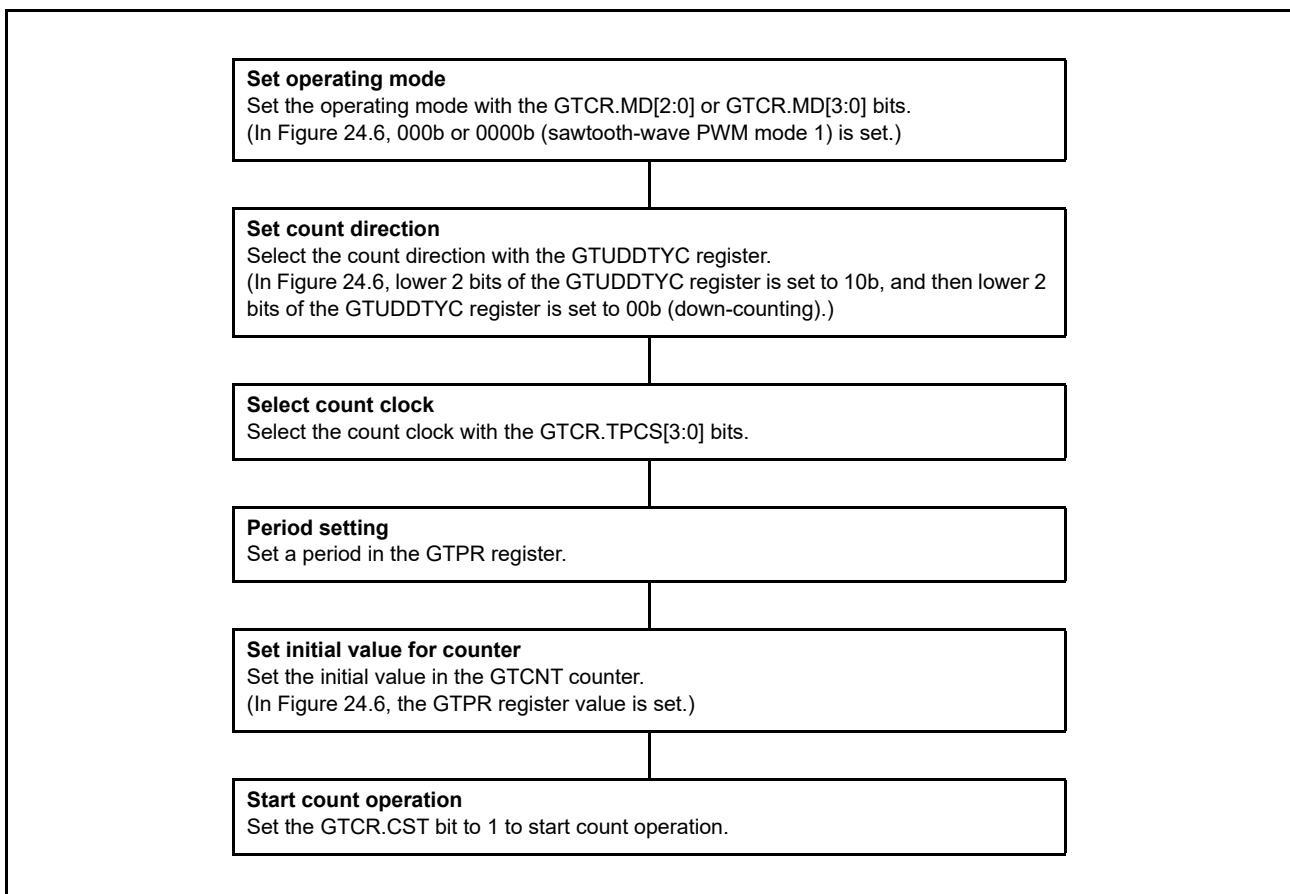 Set operating mode
Set the operating mode with the GTCR.MD[2:0] or GTCR.MD[3:0] bits.
(In Figure 24.6, 000b or 0000b (sawtooth-wave PWM mode 1) is set.)
Set count direction
Select the count direction with the GTUDDTYC register.
(In Figure 24.6, lower 2 bits of the GTUDDTYC register is set to 10b, and then lower 2
bits of the GTUDDTYC register is set to 00b (down-counting).)
Select count clock
Select the count clock with the GTCR.TPCS[3:0] bits.
Period setting
Set a period in the GTPR register.
Set initial value for counter
Set the initial value in the GTCNT counter.
(In Figure 24.6, the GTPR register value is set.)
Start count operation
Set the GTCR.CST bit to 1 to start count operation.